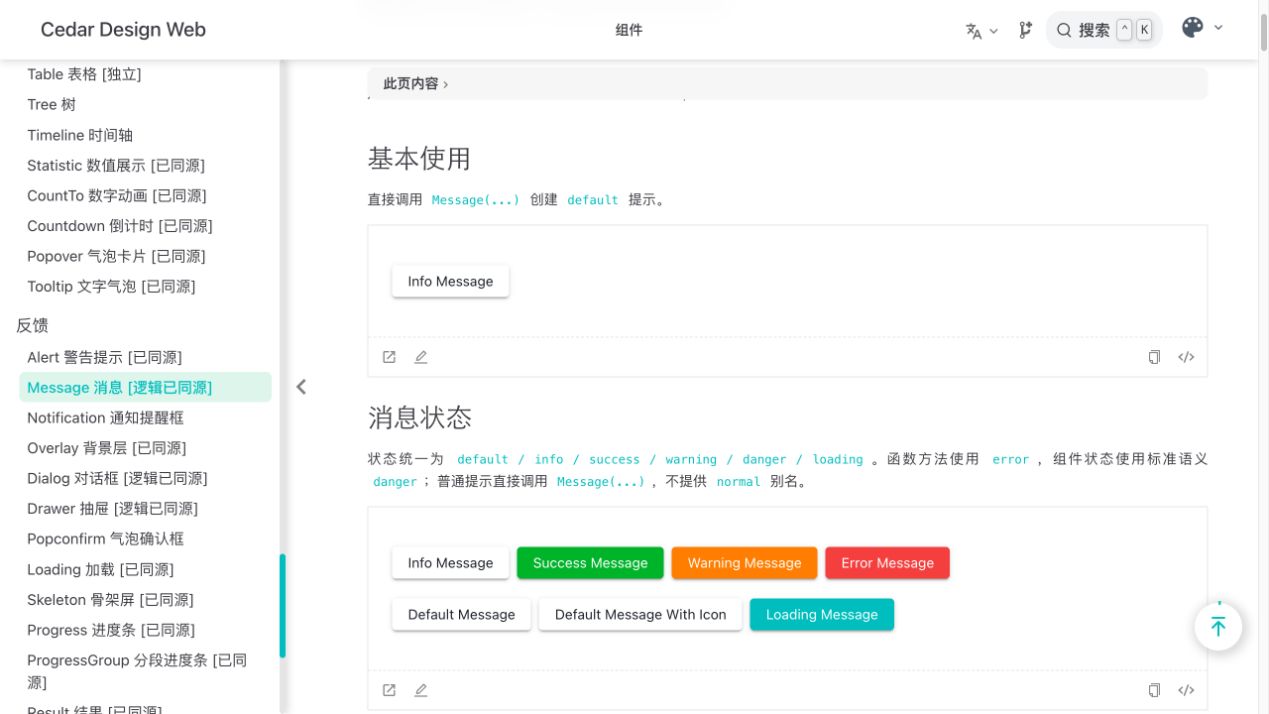 Cedar Design Web
组件
搜索 ^ K
Table 表格 [独立]
Tree 树
Timeline 时间轴
Statistic 数值展示 [已同源]
CountTo 数字动画 [已同源]
Countdown 倒计时 [已同源]
Popover 气泡卡片 [已同源]
Tooltip 文字气泡 [已同源]
反馈
Alert 警告提示 [已同源]
Message 消息 [逻辑已同源]
Notification 通知提醒框
Overlay 背景层 [已同源]
Dialog 对话框 [逻辑已同源]
Drawer 抽屉 [逻辑已同源]
Popconfirm 气泡确认框
Loading 加载 [已同源]
Skeleton 骨架屏 [已同源]
Progress 进度条 [已同源]
ProgressGroup 分段进度条 [已同
源]
Result 结果 [已同源]
此页内容 ›
基本使用
直接调用 Message(...) 创建 default 提示。
Info Message
消息状态
状态统一为 default / info / success / warning / danger / loading 。函数方法使用 error ，组件状态使用标准语义
danger ；普通提示直接调用 Message(...) ，不提供 normal 别名。
Info Message Success Message Warning Message Error Message
Default Message Default Message With Icon Loading Message